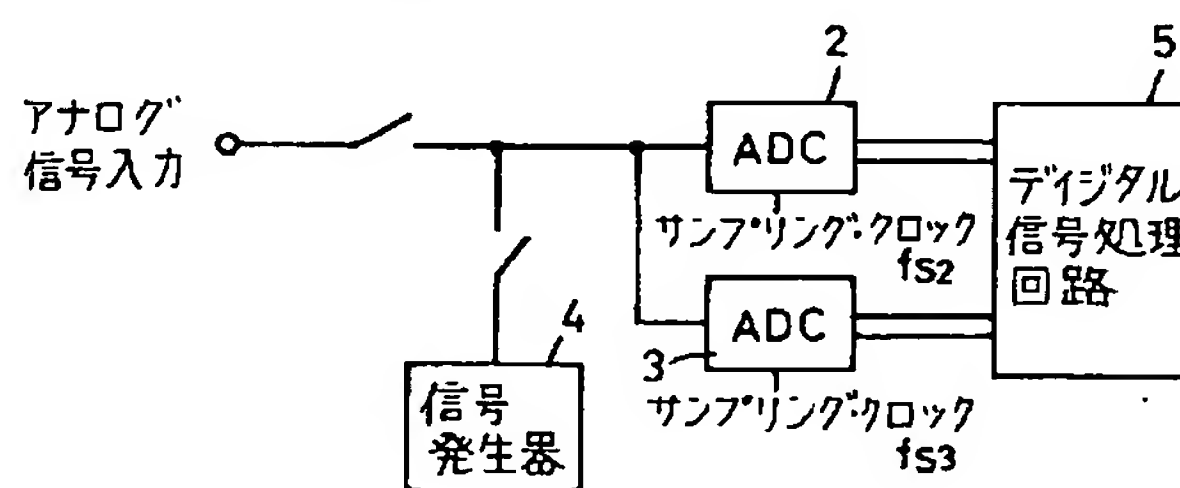 2
5
アナログ
信号入力
ADC
ディジタル
信号処理
回路
サンプリング・クロック
fS2
ADC
3
サンプリング・クロック
fS3
4
信号
発生器